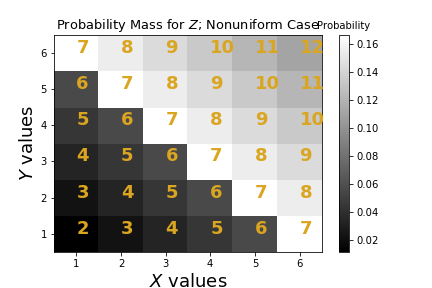 Probability Mass for Z; Nonuniform Case
Probability
6 7 8 9 10 11 12 0.16
5 6 7 8 9 10 11 0.14
4 5 6 7 8 9 10 0.12
0.10
3 4 5 6 7 8 9 0.08
2 3 4 5 6 7 8 0.06
0.04
1 2 3 4 5 6 7 0.02
Y values
1 2 3 4 5 6
X values